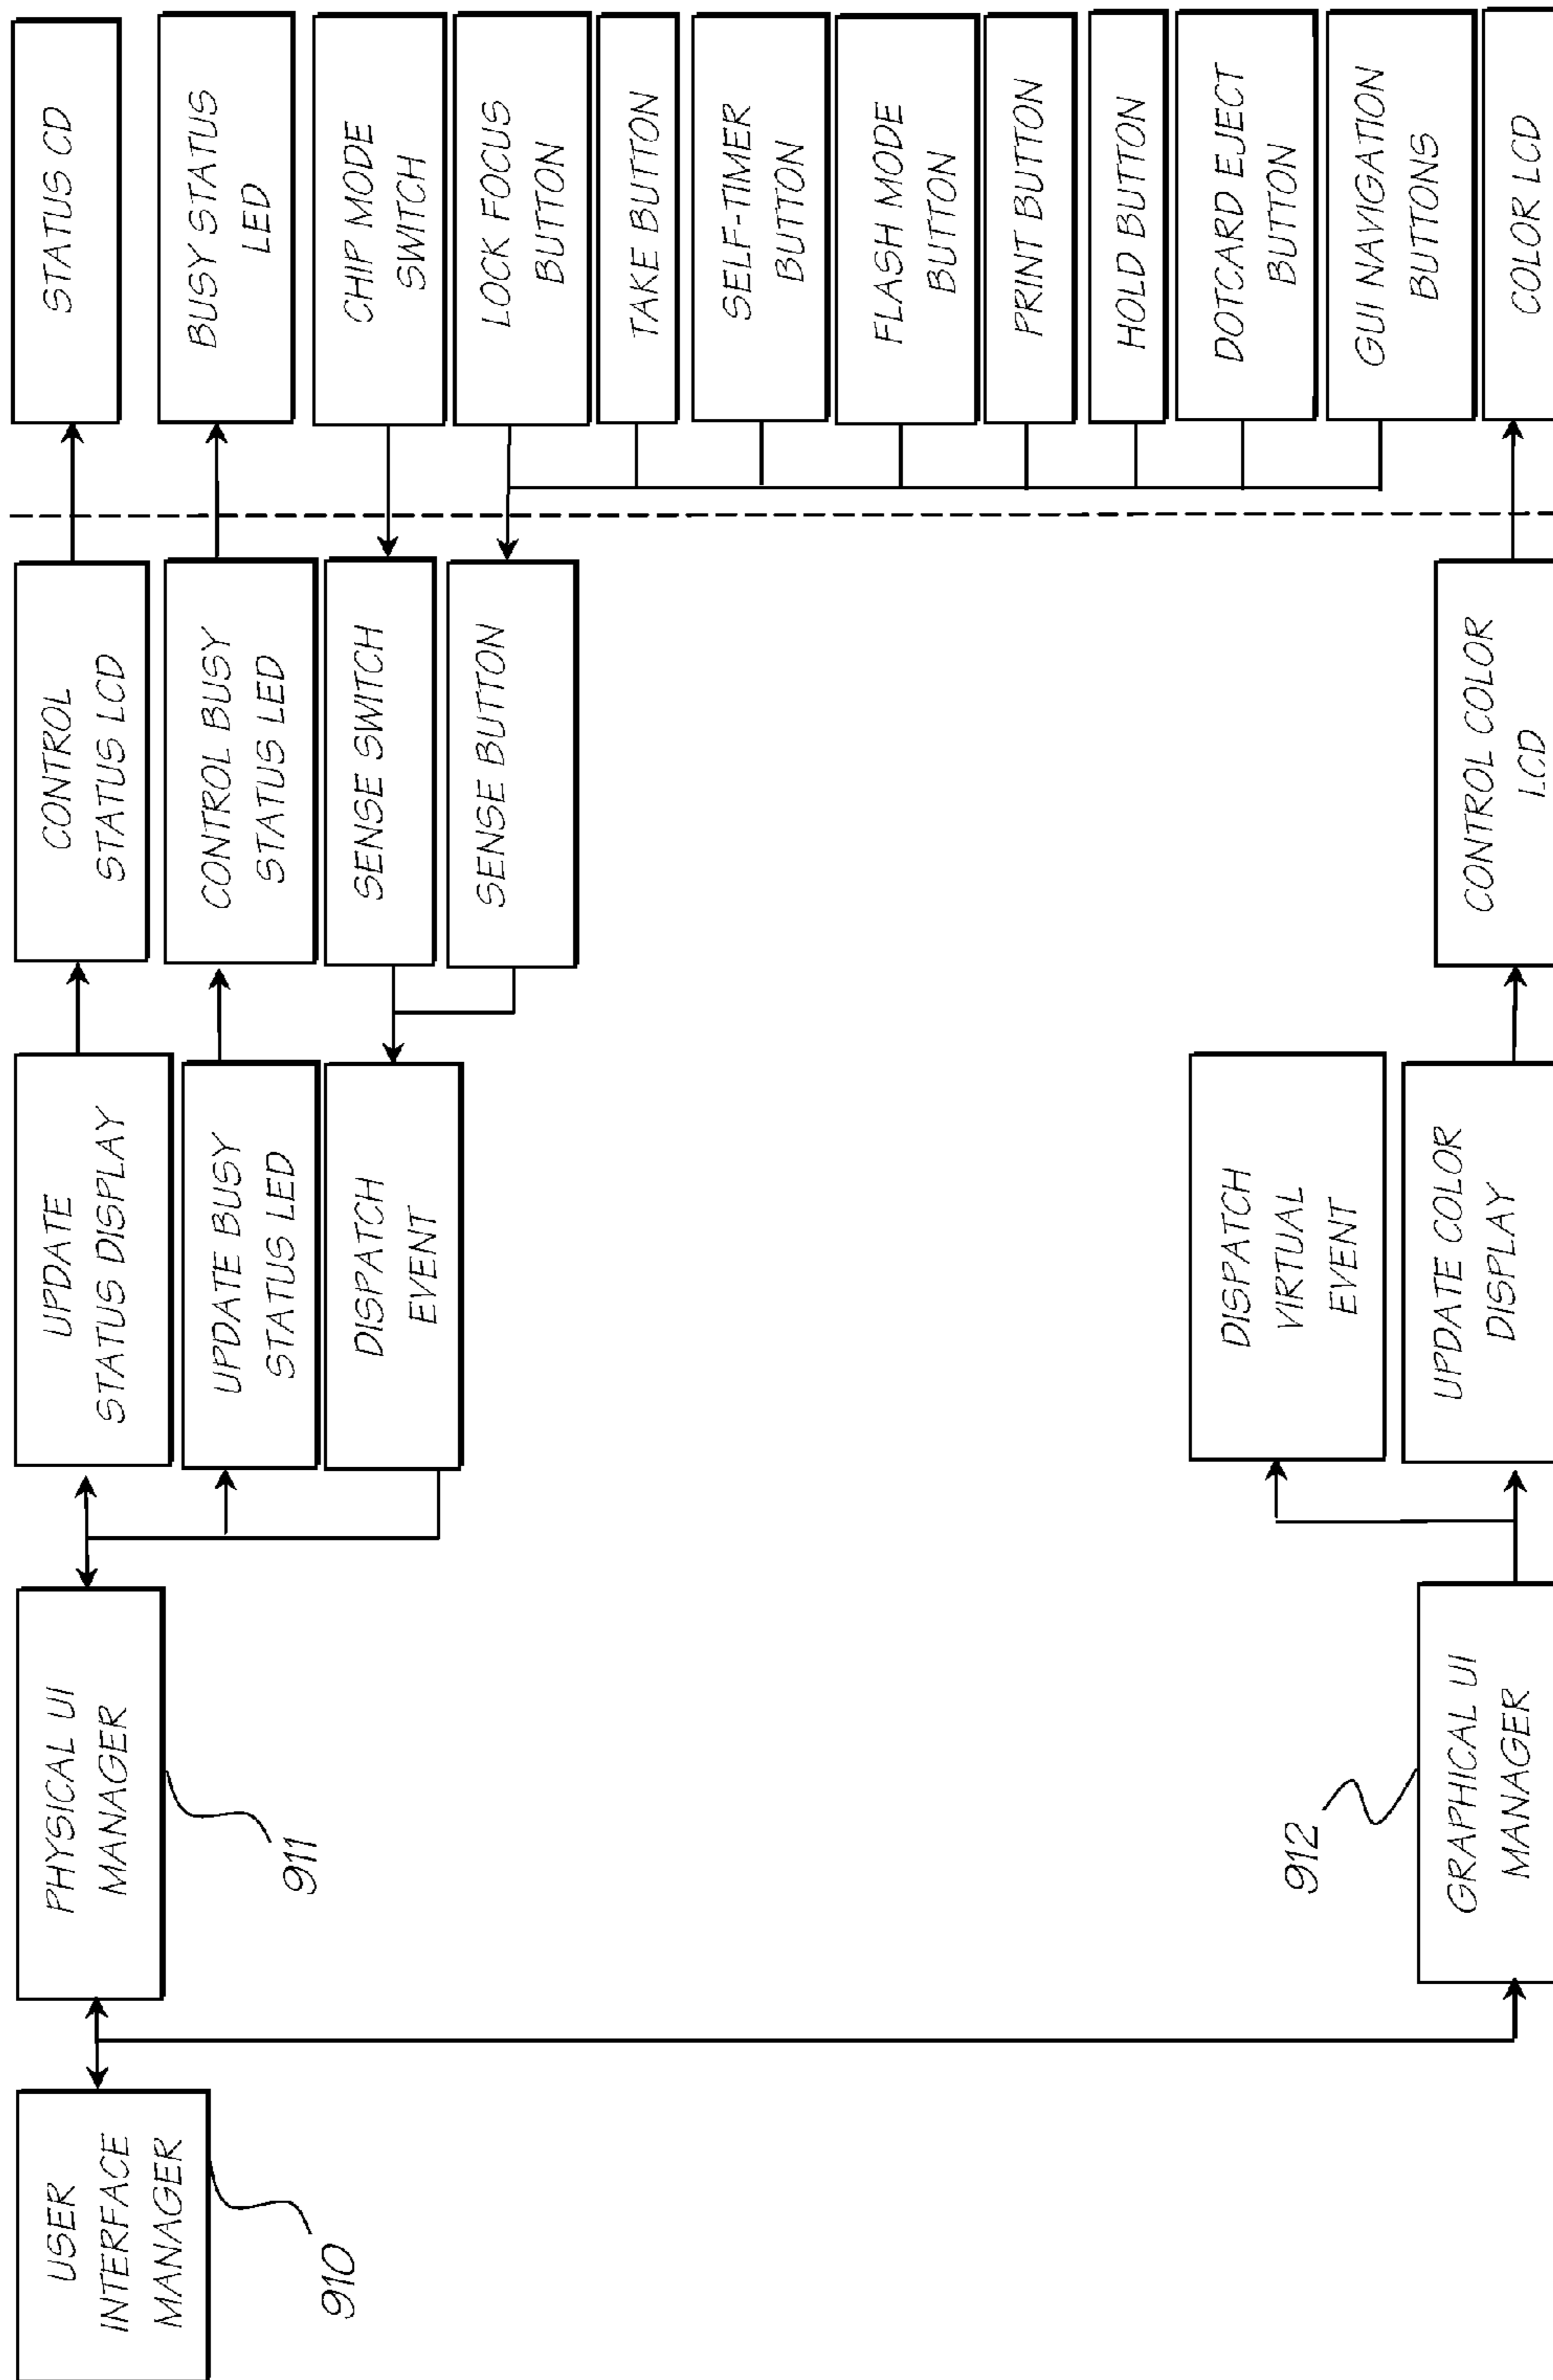 USER
INTERFACE
MANAGER
910
PHYSICAL UI
MANAGER
911
GRAPHICAL UI
MANAGER
912
UPDATE
STATUS DISPLAY
UPDATE BUSY
STATUS LED
DISPATCH
EVENT
DISPATCH
VIRTUAL
EVENT
UPDATE COLOR
DISPLAY
CONTROL
STATUS LCD
CONTROL BUSY
STATUS LED
SENSE SWITCH
SENSE BUTTON
CONTROL COLOR
LCD
STATUS CD
BUSY STATUS
LED
CHIP MODE
SWITCH
LOCK FOCUS
BUTTON
TAKE BUTTON
SELF-TIMER
BUTTON
FLASH MODE
BUTTON
PRINT BUTTON
HOLD BUTTON
DOTCARD EJECT
BUTTON
GUI NAVIGATION
BUTTONS
COLOR LCD